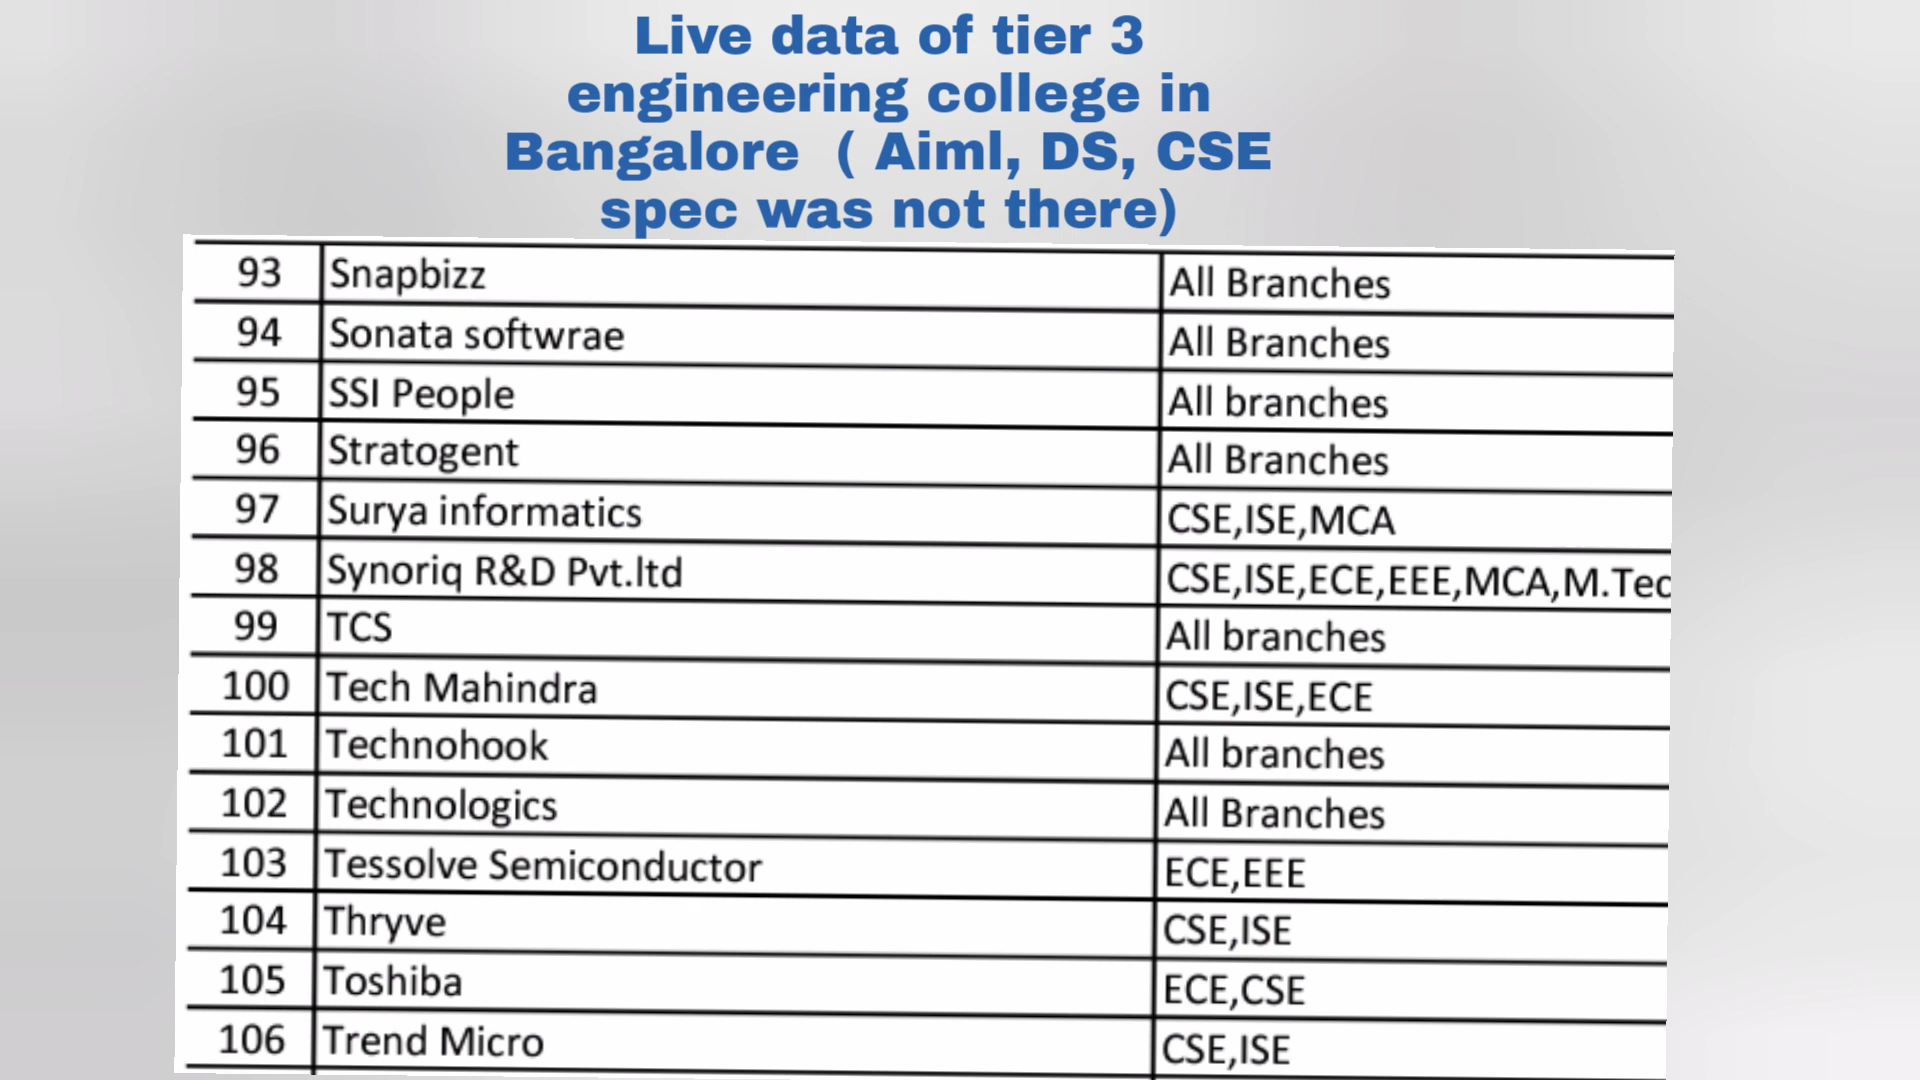 Live data of tier 3
engineering college in
Bangalore ( Aiml, DS, CSE
spec was not there)
93 Snapbizz All Branches
94 Sonata softwrae All Branches
95 SSI People All branches
96 Stratogent All Branches
97 Surya informatics CSE,ISE,MCA
98 Synoriq R&D Pvt.ltd CSE,ISE,ECE,EEE,MCA,M.Tec
99 TCS All branches
100 Tech Mahindra CSE,ISE,ECE
101 Technohook All branches
102 Technologics All Branches
103 Tessolve Semiconductor ECE,EEE
104 Thryve CSE,ISE
105 Toshiba ECE,CSE
106 Trend Micro CSE,ISE